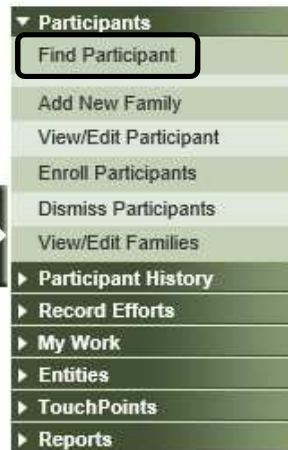 Participants
Find Participant
Add New Family
View/Edit Participant
Enroll Participants
Dismiss Participants
View/Edit Families
Participant History
Record Efforts
My Work
Entities
TouchPoints
Reports